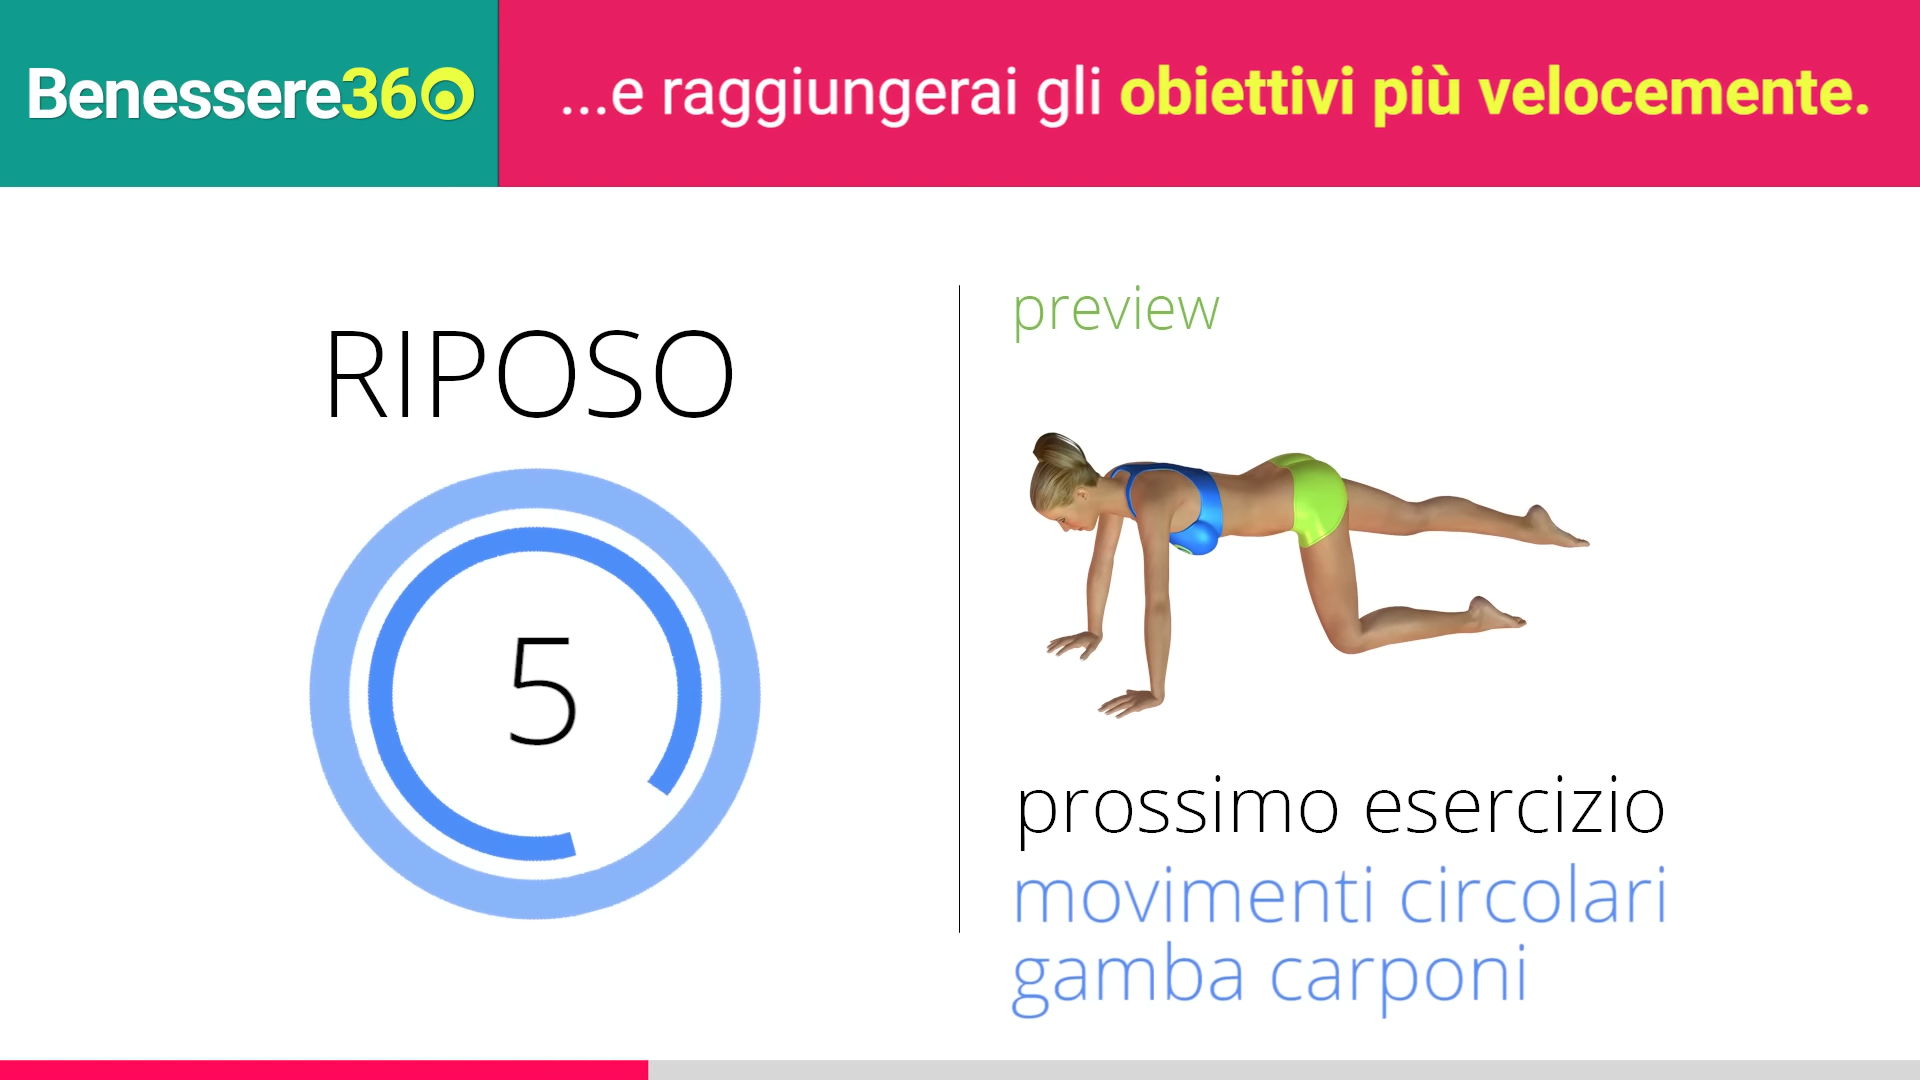 Benessere360
...e raggiungerai gli obiettivi più velocemente.
RIPOSO
5
preview
prossimo esercizio
movimenti circolari
gamba carponi